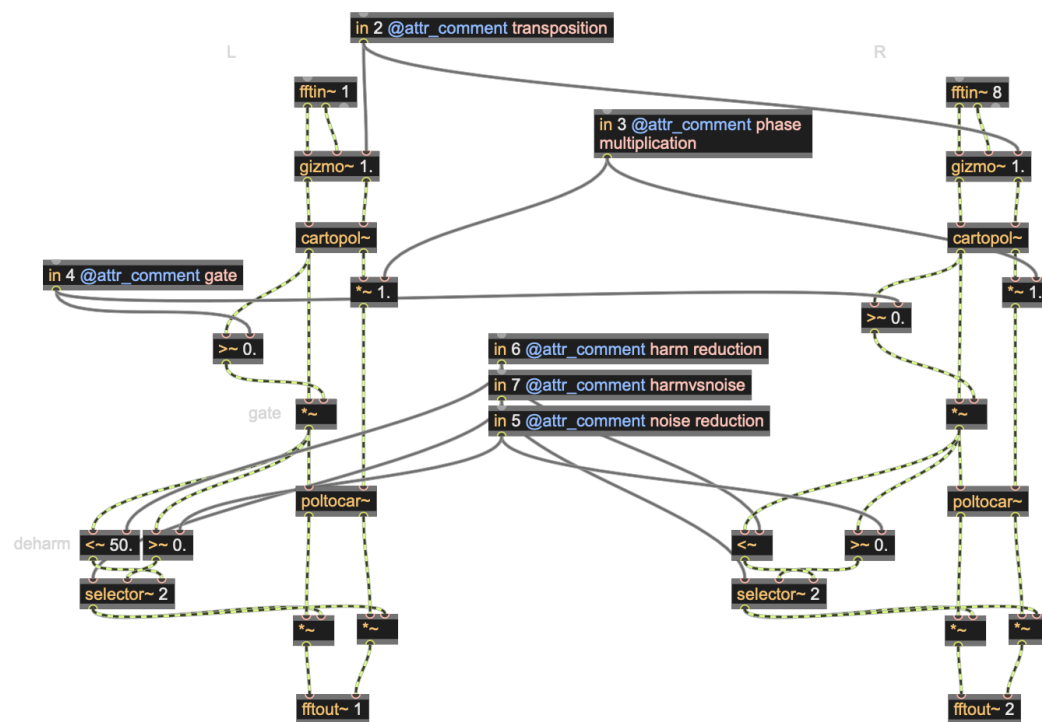 in 2 @attr_comment transposition
L
R
fftin~ 1
fftin~ 8
in 3 @attr_comment phase
multiplication
gizmo~ 1.
gizmo~ 1.
cartopol~
cartopol~
in 4 @attr_comment gate
*~ 1.
*~ 1.
>~ 0.
>~ 0.
in 6 @attr_comment harm reduction
in 7 @attr_comment harmvsnoise
gate
*~
*~
in 5 @attr_comment noise reduction
poltocar~
poltocar~
deharm
<~ 50.
>~ 0.
<~
>~ 0.
selector~ 2
selector~ 2
*~
*~
*~
*~
fftout~ 1
fftout~ 2